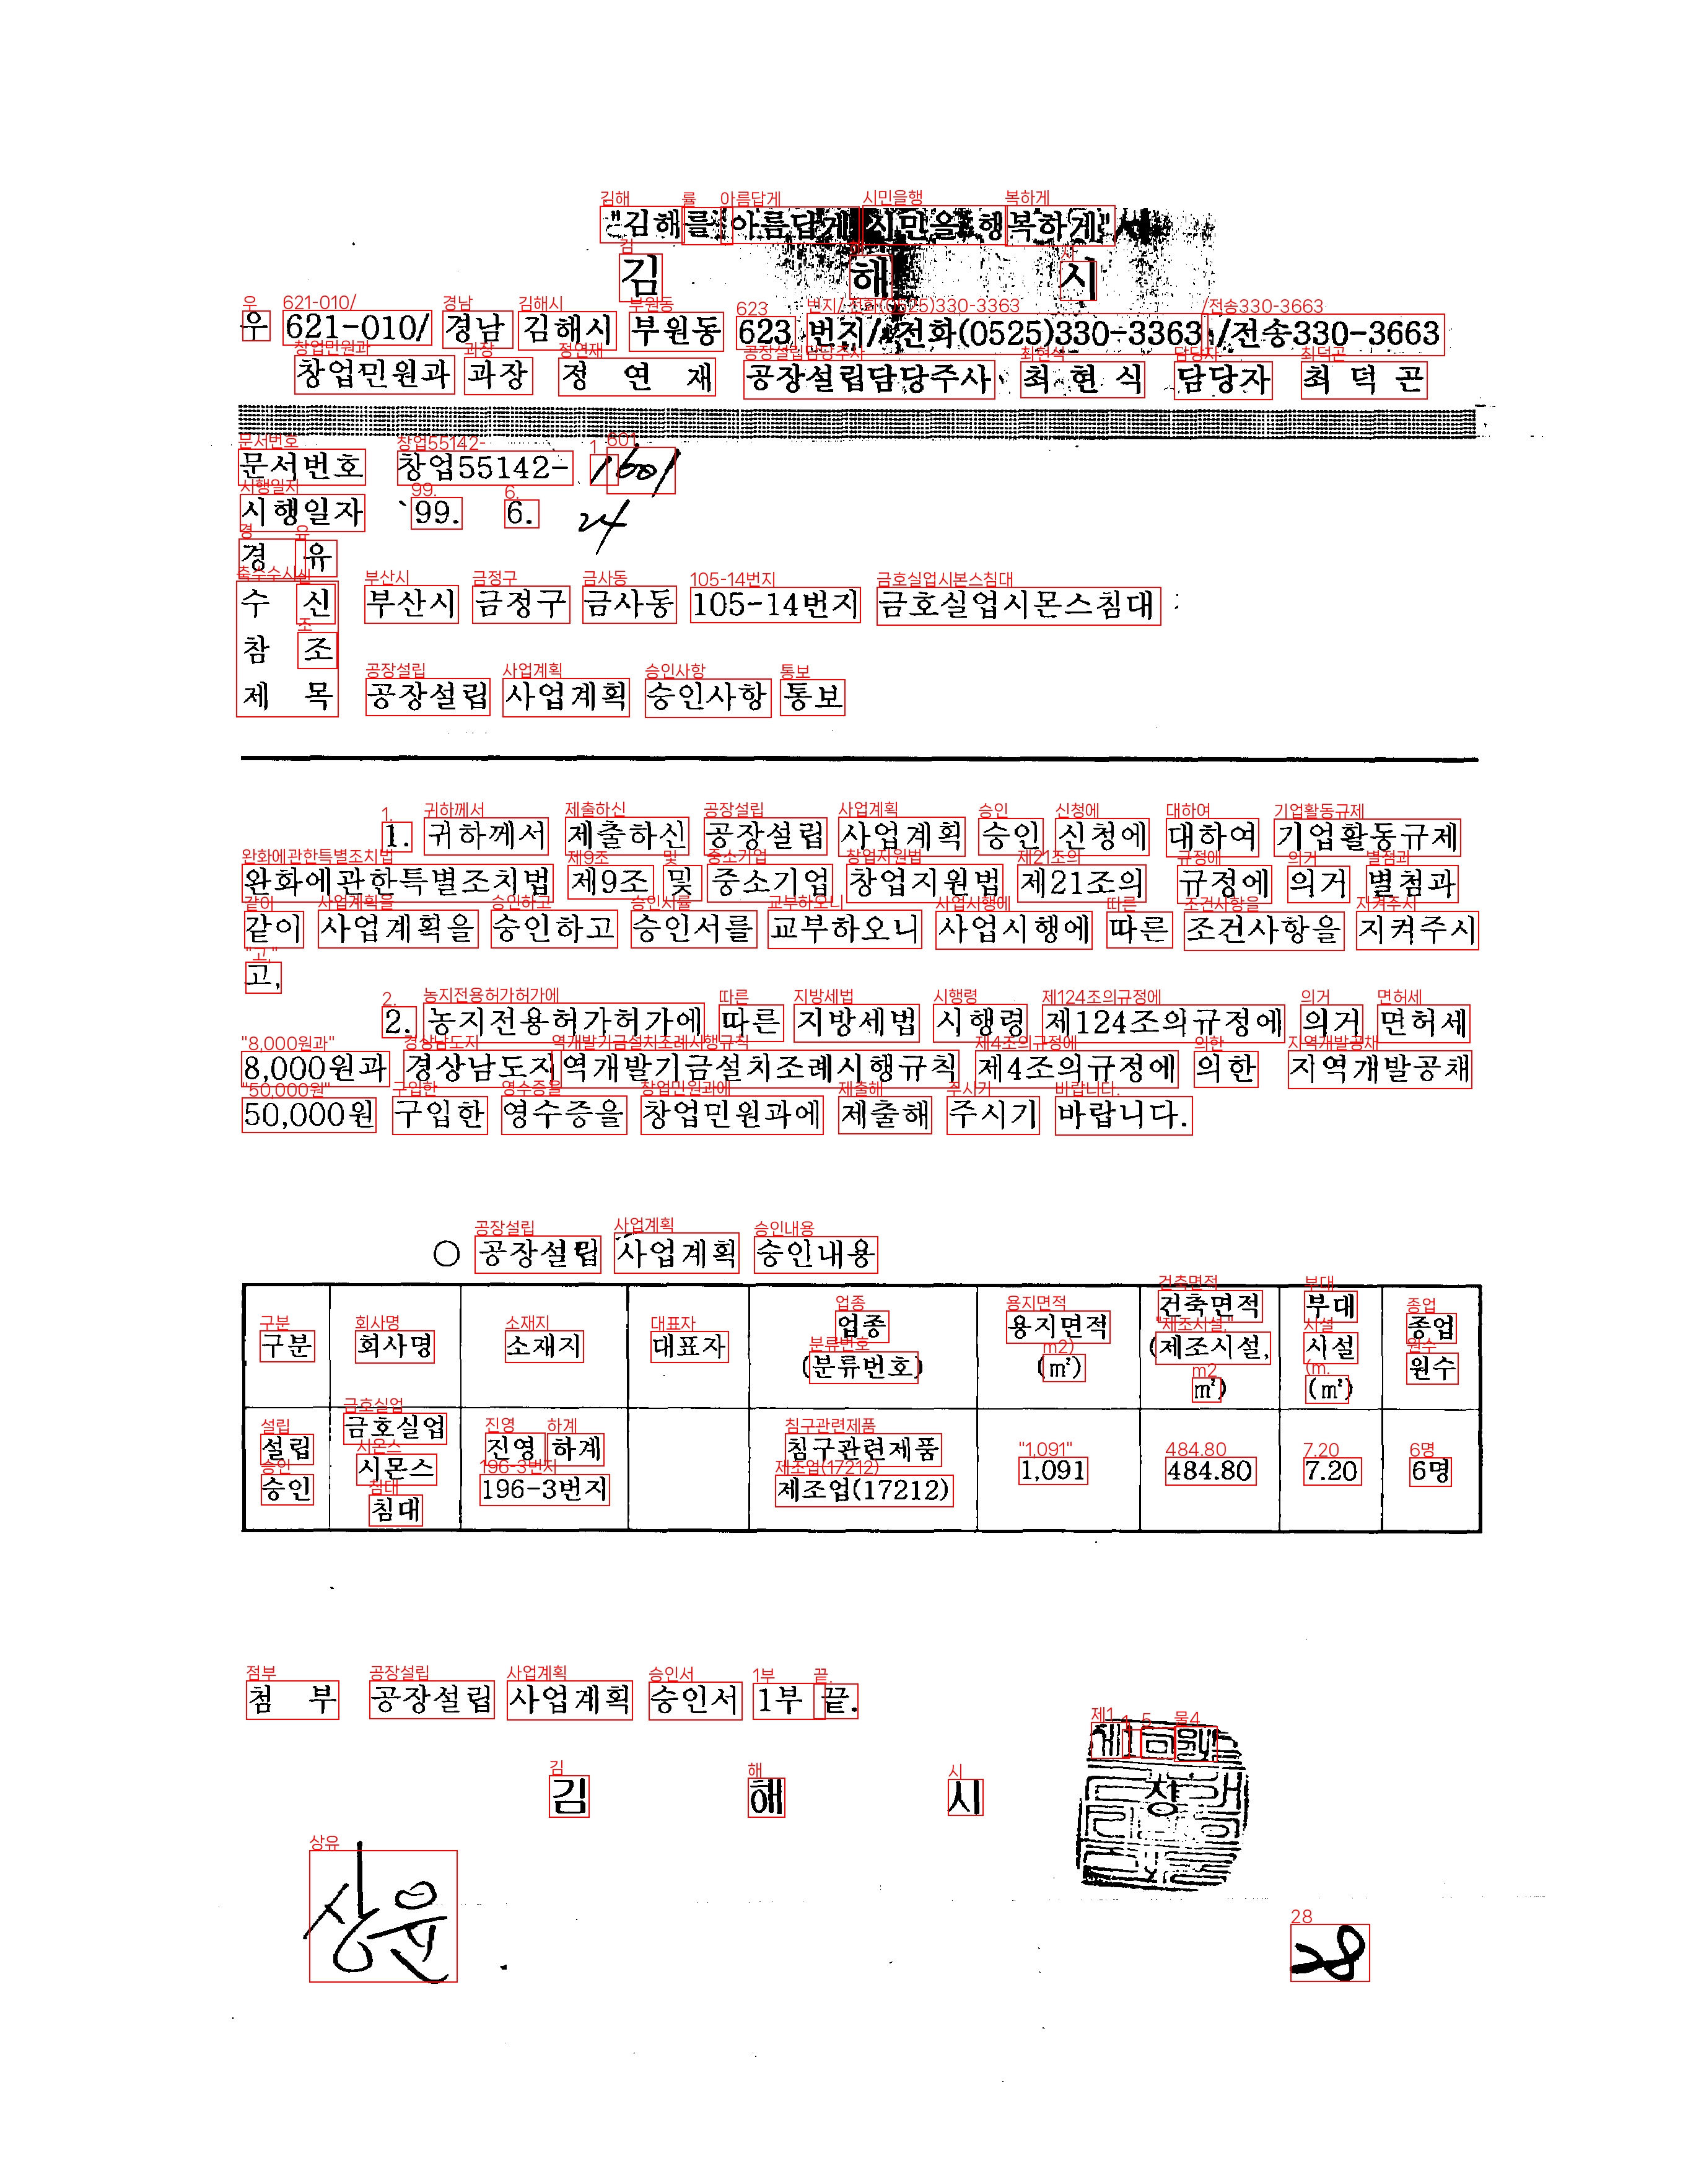 "김해를 아름답게 시민을 행복하게"
김 해 시
우 621-010/ 경남 김해시 부원동 623 번지/ 전화(0525)330-3363 /전송330-3663
창업민원과 과장 정 연 재 공장설립담당주사 최 현 식 담당자 최 덕 곤
문서번호 창업55142- 1601
시행일자 `99. 6. 24
경 유
수 신 부산시 금정구 금사동 105-14번지 금호실업시몬스침대
참 조
제 목 공장설립 사업계획 승인사항 통보
1. 귀하께서 제출하신 공장설립 사업계획 승인 신청에 대하여 기업활동규제
완화에관한특별조치법 제9조 및 중소기업 창업지원법 제21조의 규정에 의거 별첨과
같이 사업계획을 승인하고 승인서를 교부하오니 사업시행에 따른 조건사항을 지켜주시
고,
2. 농지전용허가허가에 따른 지방세법 시행령 제124조의규정에 의거 면허세
8,000원과 경상남도지역개발기금설치조례시행규칙 제4조의규정에 의한 지역개발공채
50,000원 구입한 영수증을 창업민원과에 제출해 주시기 바랍니다.
○ 공장설립 사업계획 승인내용
구분 회사명 소재지 대표자 업종 (분류번호) 용지면적 (㎡) 건축면적 (제조시설, ㎡) 부대 시설 (㎡) 종업 원수
설립 승인 금호실업 시몬스 침대 진영 하계 196-3번지 침구관련제품 제조업(17212) 1,091 484.80 7.20 6명
첨 부 공장설립 사업계획 승인서 1부 끝.
김 해 시 장
상윤
28